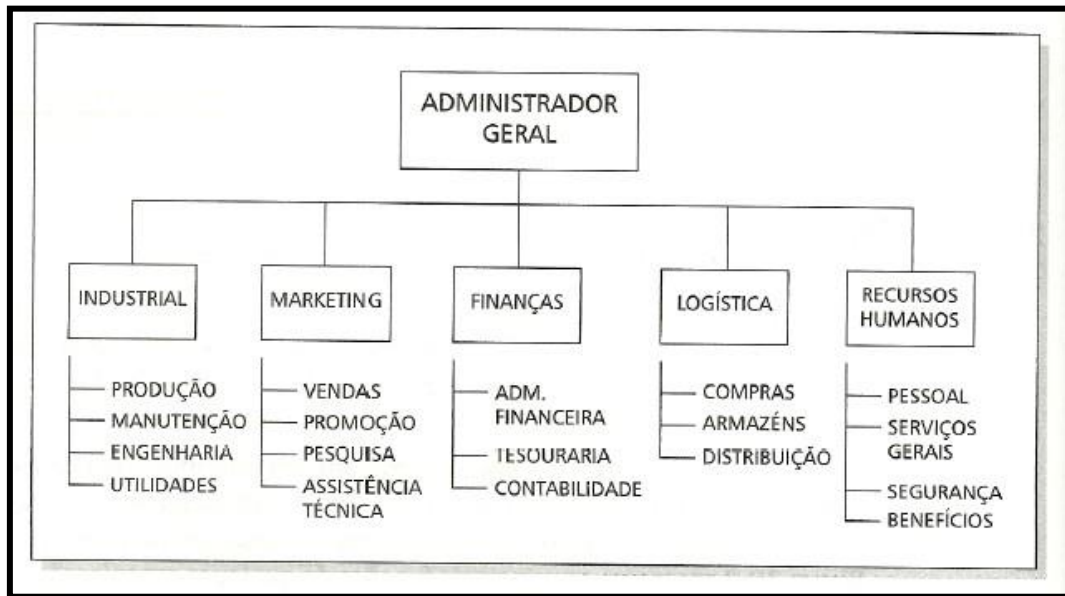 ADMINISTRADOR
GERAL
INDUSTRIAL
MARKETING
FINANÇAS
LOGÍSTICA
RECURSOS
HUMANOS
PRODUÇÃO
MANUTENÇÃO
ENGENHARIA
UTILIDADES
VENDAS
PROMOÇÃO
PESQUISA
ASSISTÊNCIA
TÉCNICA
ADM.
FINANCEIRA
TESOURARIA
CONTABILIDADE
COMPRAS
ARMAZÉNS
DISTRIBUIÇÃO
PESSOAL
SERVIÇOS
GERAIS
SEGURANÇA
BENEFÍCIOS